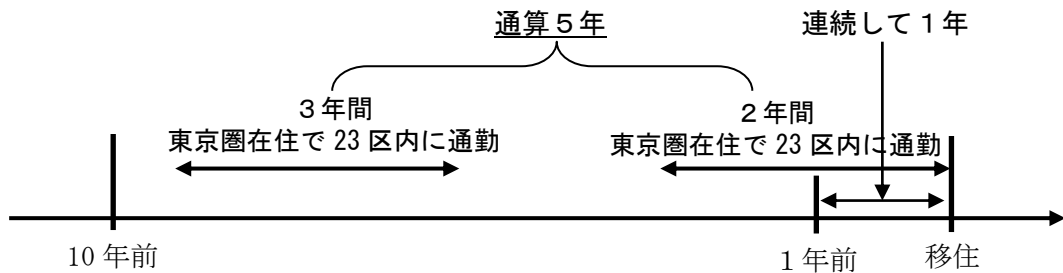 通算５年
連続して１年
３年間
東京圏在住で 23 区内に通勤
２年間
東京圏在住で 23 区内に通勤
10 年前
１年前
移住